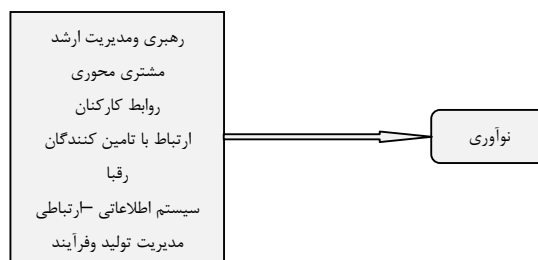 رهبری ومدیریت ارشد
مشتری محوری
روابط کارکنان
ارتباط با تامین کنندگان
رقبا
سیستم اطلاعاتی –ارتباطی
مدیریت تولید وفرآیند
نوآوری